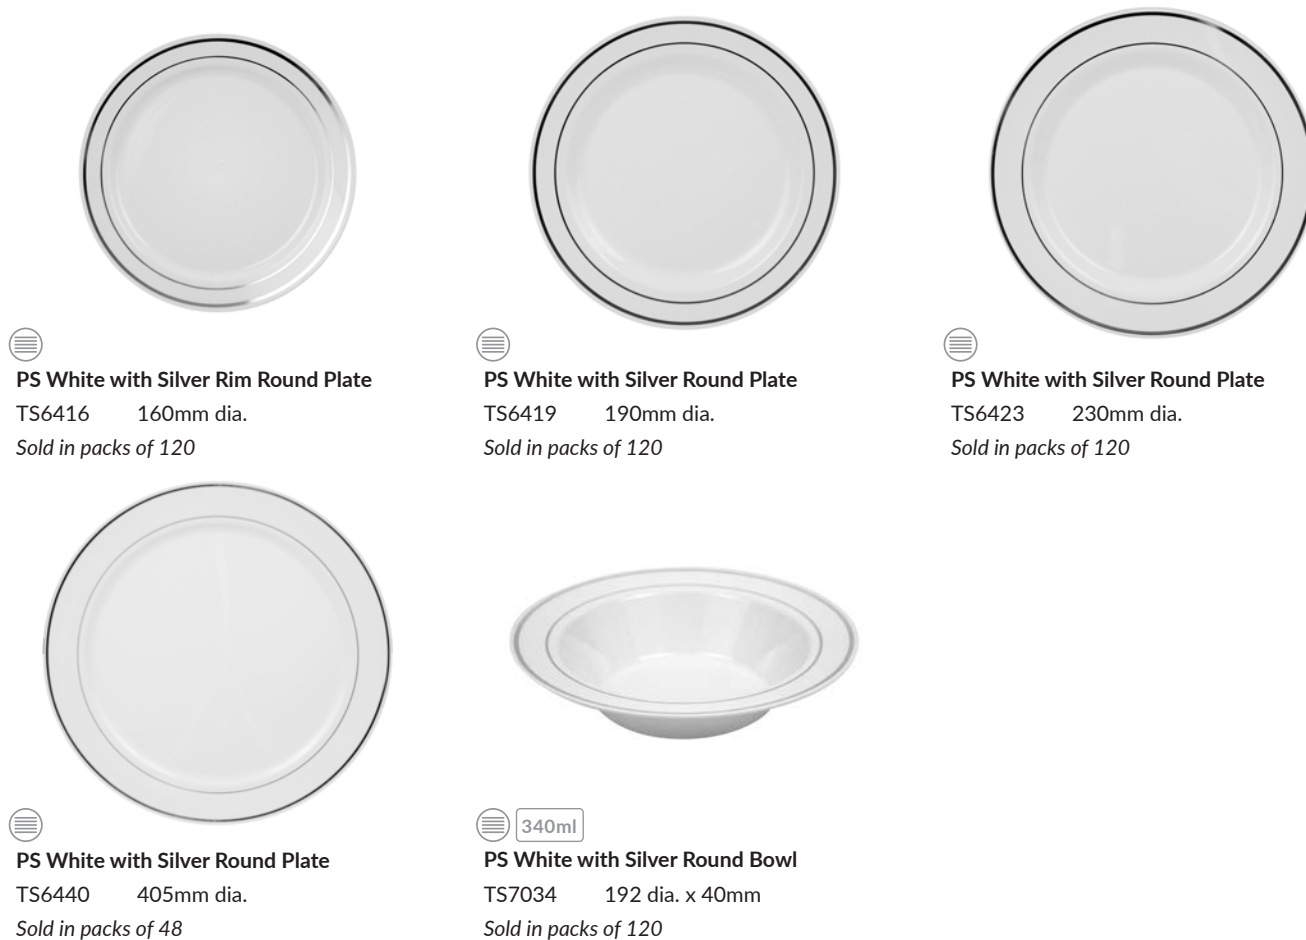 PS White with Silver Rim Round Plate
TS6416 160mm dia.
Sold in packs of 120
PS White with Silver Round Plate
TS6419 190mm dia.
Sold in packs of 120
PS White with Silver Round Plate
TS6423 230mm dia.
Sold in packs of 120
PS White with Silver Round Plate
TS6440 405mm dia.
Sold in packs of 48
340ml
PS White with Silver Round Bowl
TS7034 192 dia. x 40mm
Sold in packs of 120